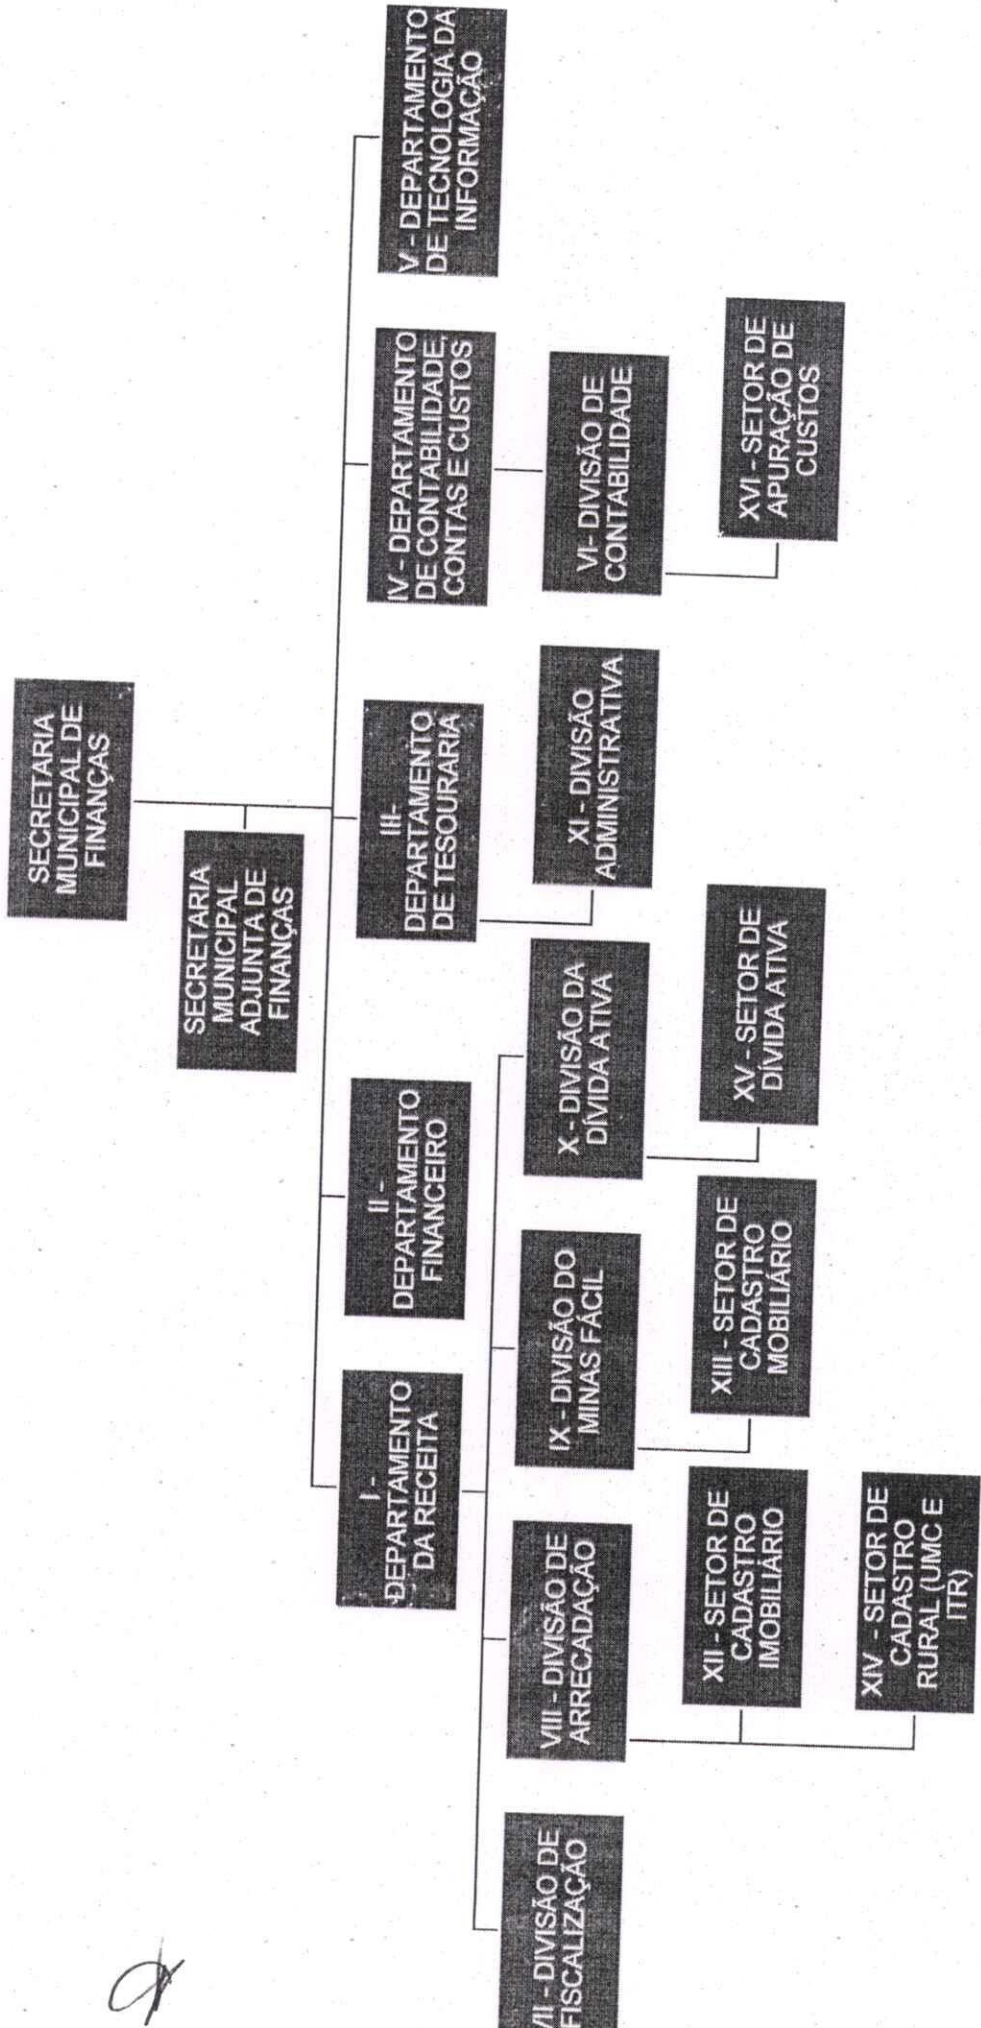 SECRETARIA
MUNICIPAL DE
FINANÇAS
SECRETARIA
MUNICIPAL
ADJUNTA DE
FINANÇAS
I -
DEPARTAMENTO
DA RECEITA
II -
DEPARTAMENTO
FINANCEIRO
III-
DEPARTAMENTO
DE TESOURARIA
IV - DEPARTAMENTO
DE CONTABILIDADE,
CONTAS E CUSTOS
V - DEPARTAMENTO
DE TECNOLOGIA DA
INFORMAÇÃO
VII - DIVISÃO DE
FISCALIZAÇÃO
VIII - DIVISÃO DE
ARRECADAÇÃO
IX - DIVISÃO DO
MINAS FÁCIL
X - DIVISÃO DA
DÍVIDA ATIVA
XI - DIVISÃO
ADMINISTRATIVA
VI- DIVISÃO DE
CONTABILIDADE
XII - SETOR DE
CADASTRO
IMOBILIÁRIO
XIII - SETOR DE
CADASTRO
MOBILIÁRIO
XV - SETOR DE
DÍVIDA ATIVA
XVI - SETOR DE
APURAÇÃO DE
CUSTOS
XIV - SETOR DE
CADASTRO
RURAL (UMC E
ITR)